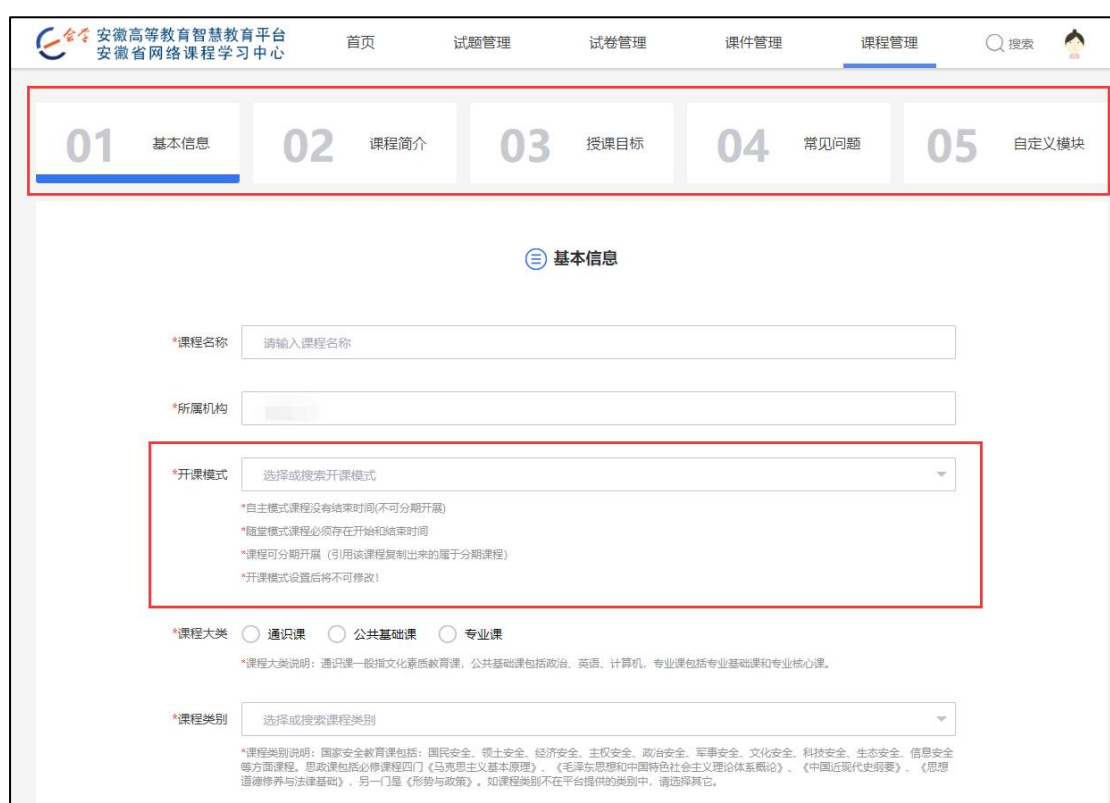 会学 安徽高等教育智慧教育平台
安徽省网络课程学习中心
首页 试题管理 试卷管理 课件管理 课程管理 搜索
01 基本信息 02 课程简介 03 授课目标 04 常见问题 05 自定义模块
基本信息
*课程名称 请输入课程名称
*所属机构
*开课模式 选择或搜索开课模式
*自主模式课程没有结束时间(不可分期开展)
*随堂模式课程必须存在开始和结束时间
*课程可分期开展（引用该课程复制出来的属于分期课程）
*开课模式设置后将不可修改！
*课程大类 通识课 公共基础课 专业课
*课程大类说明：通识课一般指文化素质教育课，公共基础课包括政治、英语、计算机，专业课包括专业基础课和专业核心课。
*课程类别 选择或搜索课程类别
*课程类别说明：国家安全教育课包括：国民安全、领土安全、经济安全、主权安全、政治安全、军事安全、文化安全、科技安全、生态安全、信息安全
等方面课程。思政课包括必修课程四门《马克思主义基本原理》、《毛泽东思想和中国特色社会主义理论体系概论》、《中国近现代史纲要》、《思想
道德修养与法律基础》，另一门是《形势与政策》。如课程类别不在平台提供的类别中，请选择其它。